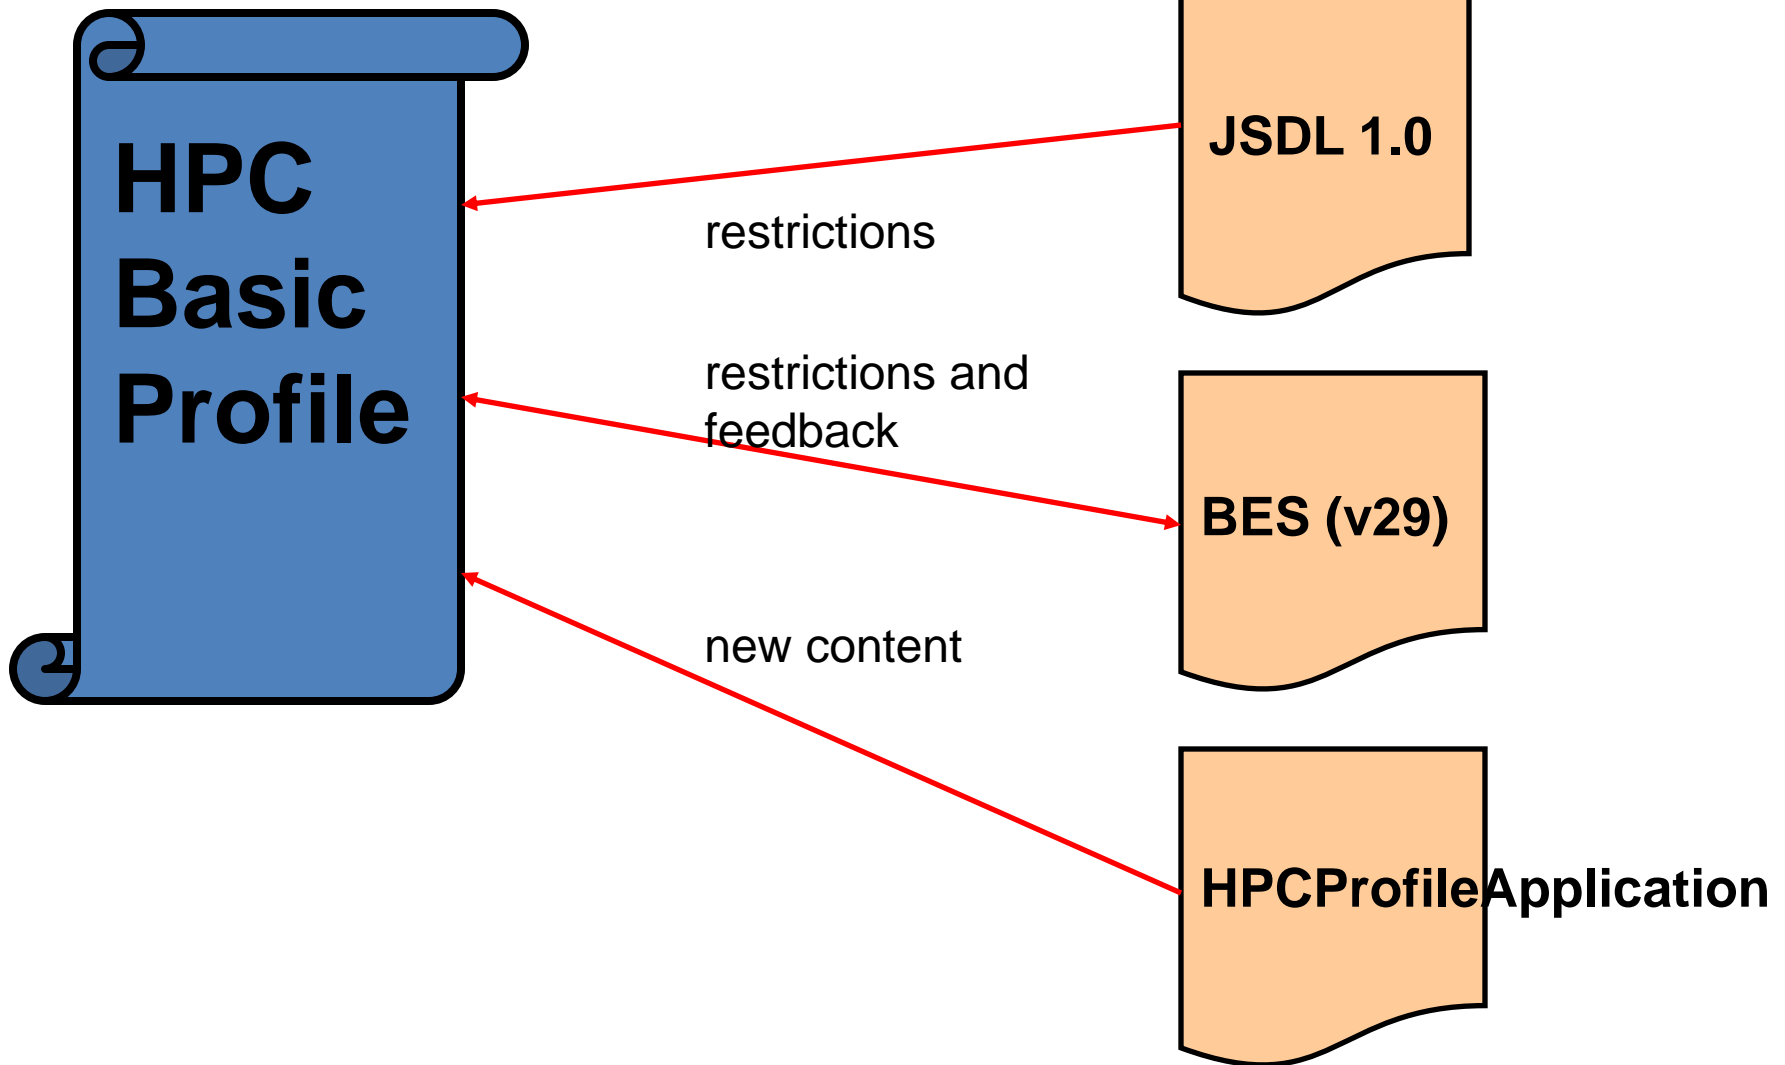 HPC
Basic
Profile
JSDL 1.0
restrictions
restrictions and
feedback
BES (v29)
new content
HPCProfileApplication